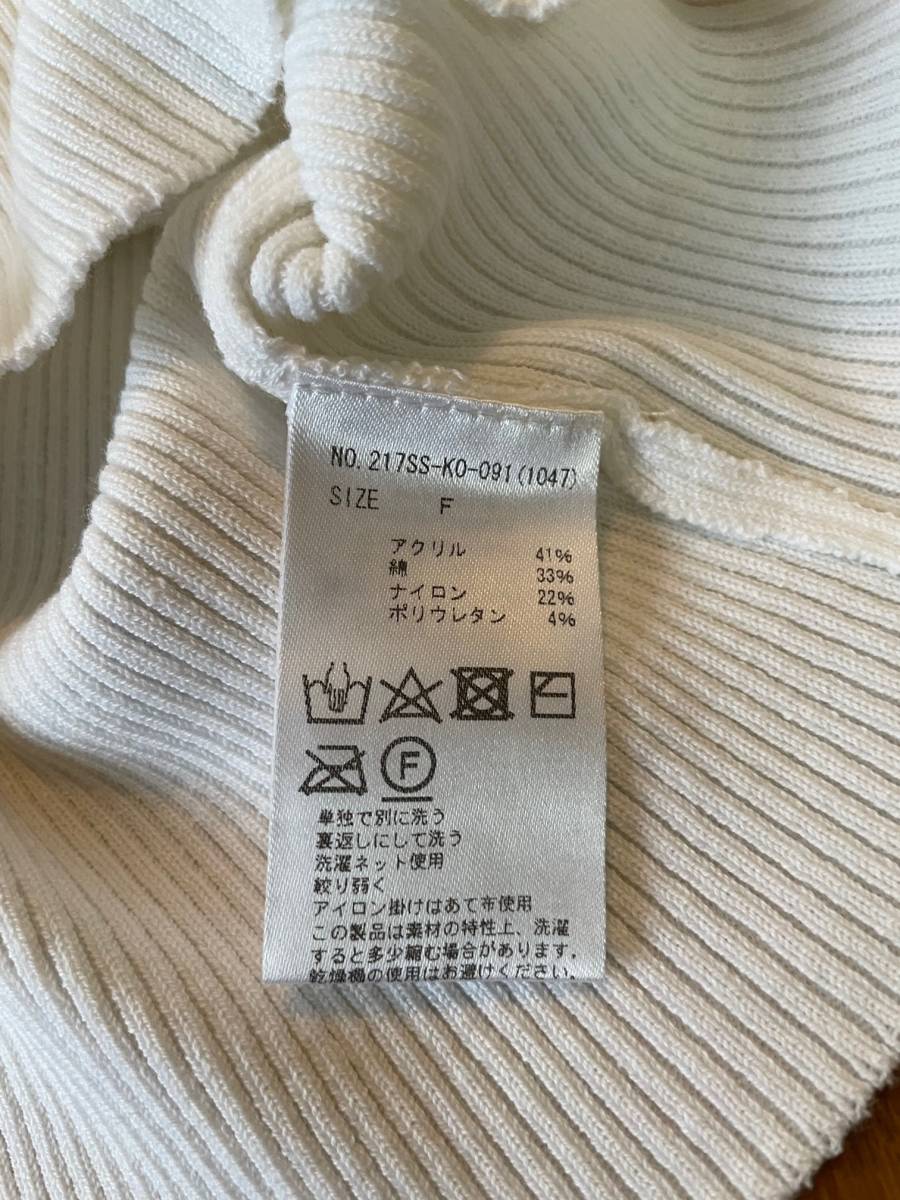 NO.217SS-KO-091(1047)
SIZE F
アクリル 41%
綿 33%
ナイロン 22%
ポリウレタン 4%
F
単独で別に洗う
裏返しにして洗う
洗濯ネット使用
絞り弱く
アイロン掛けはあて布使用
この製品は素材の特性上、洗濯
すると多少縮む場合があります。
乾燥機の使用はお避けください。